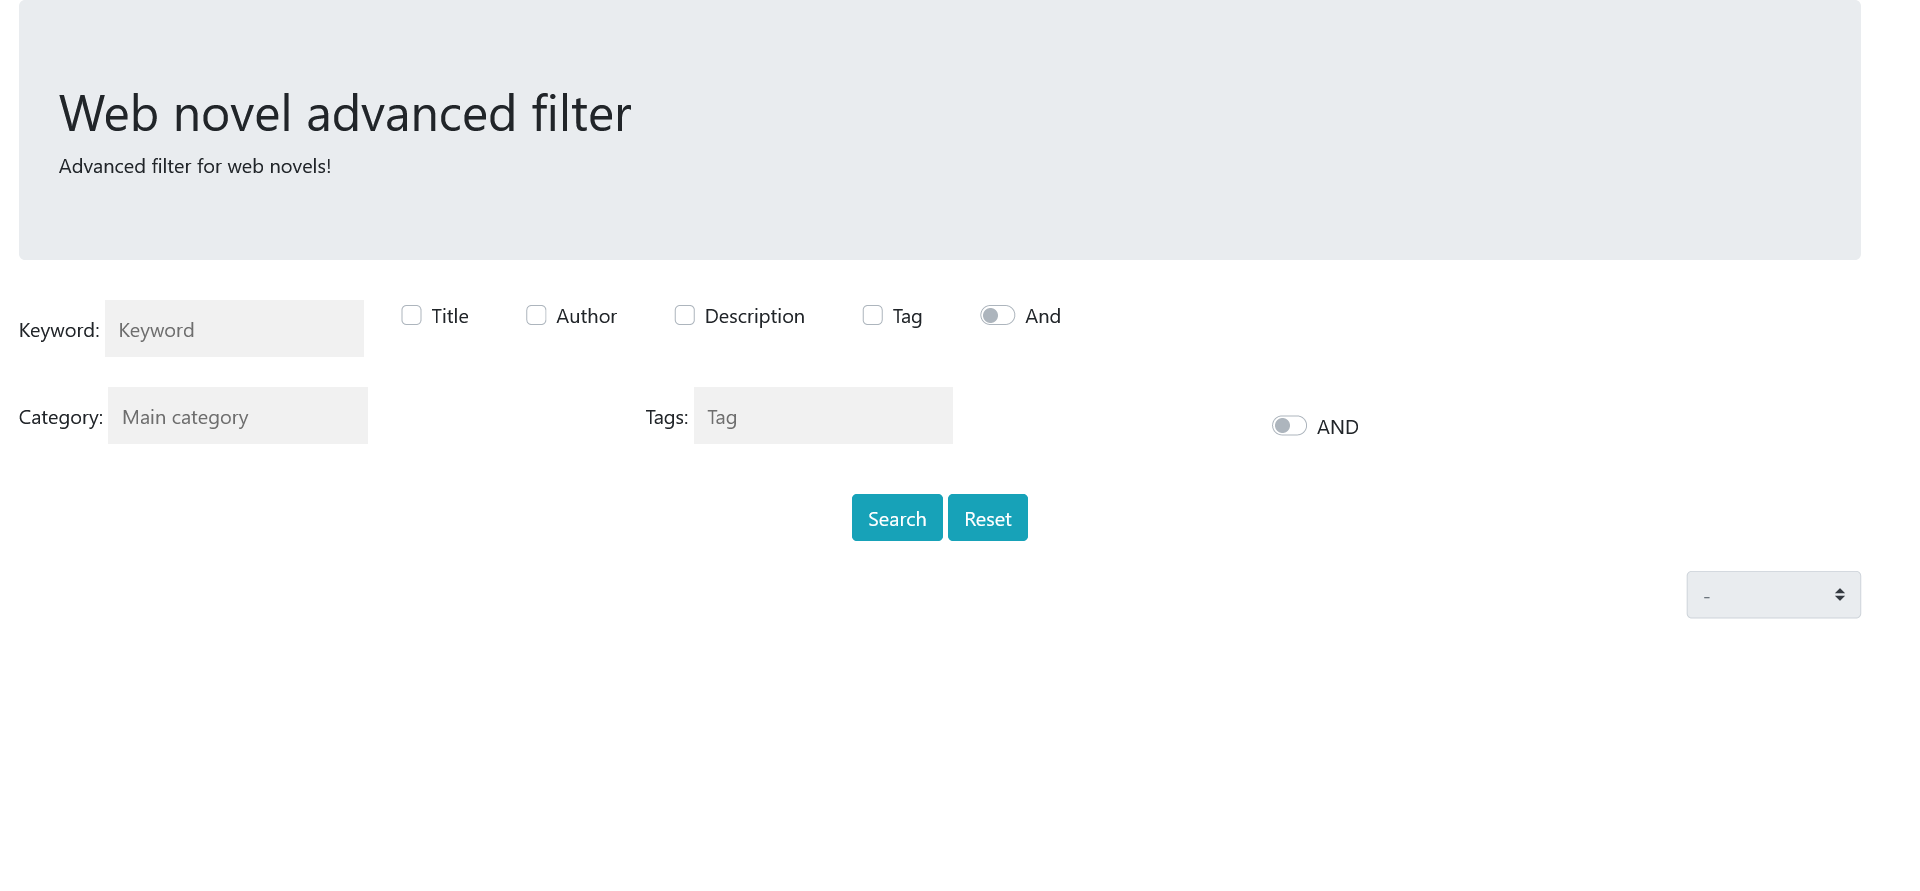 Web novel advanced filter
Advanced filter for web novels!
Keyword: Keyword Title Author Description Tag And
Category: Main category Tags: Tag AND
Search Reset
-